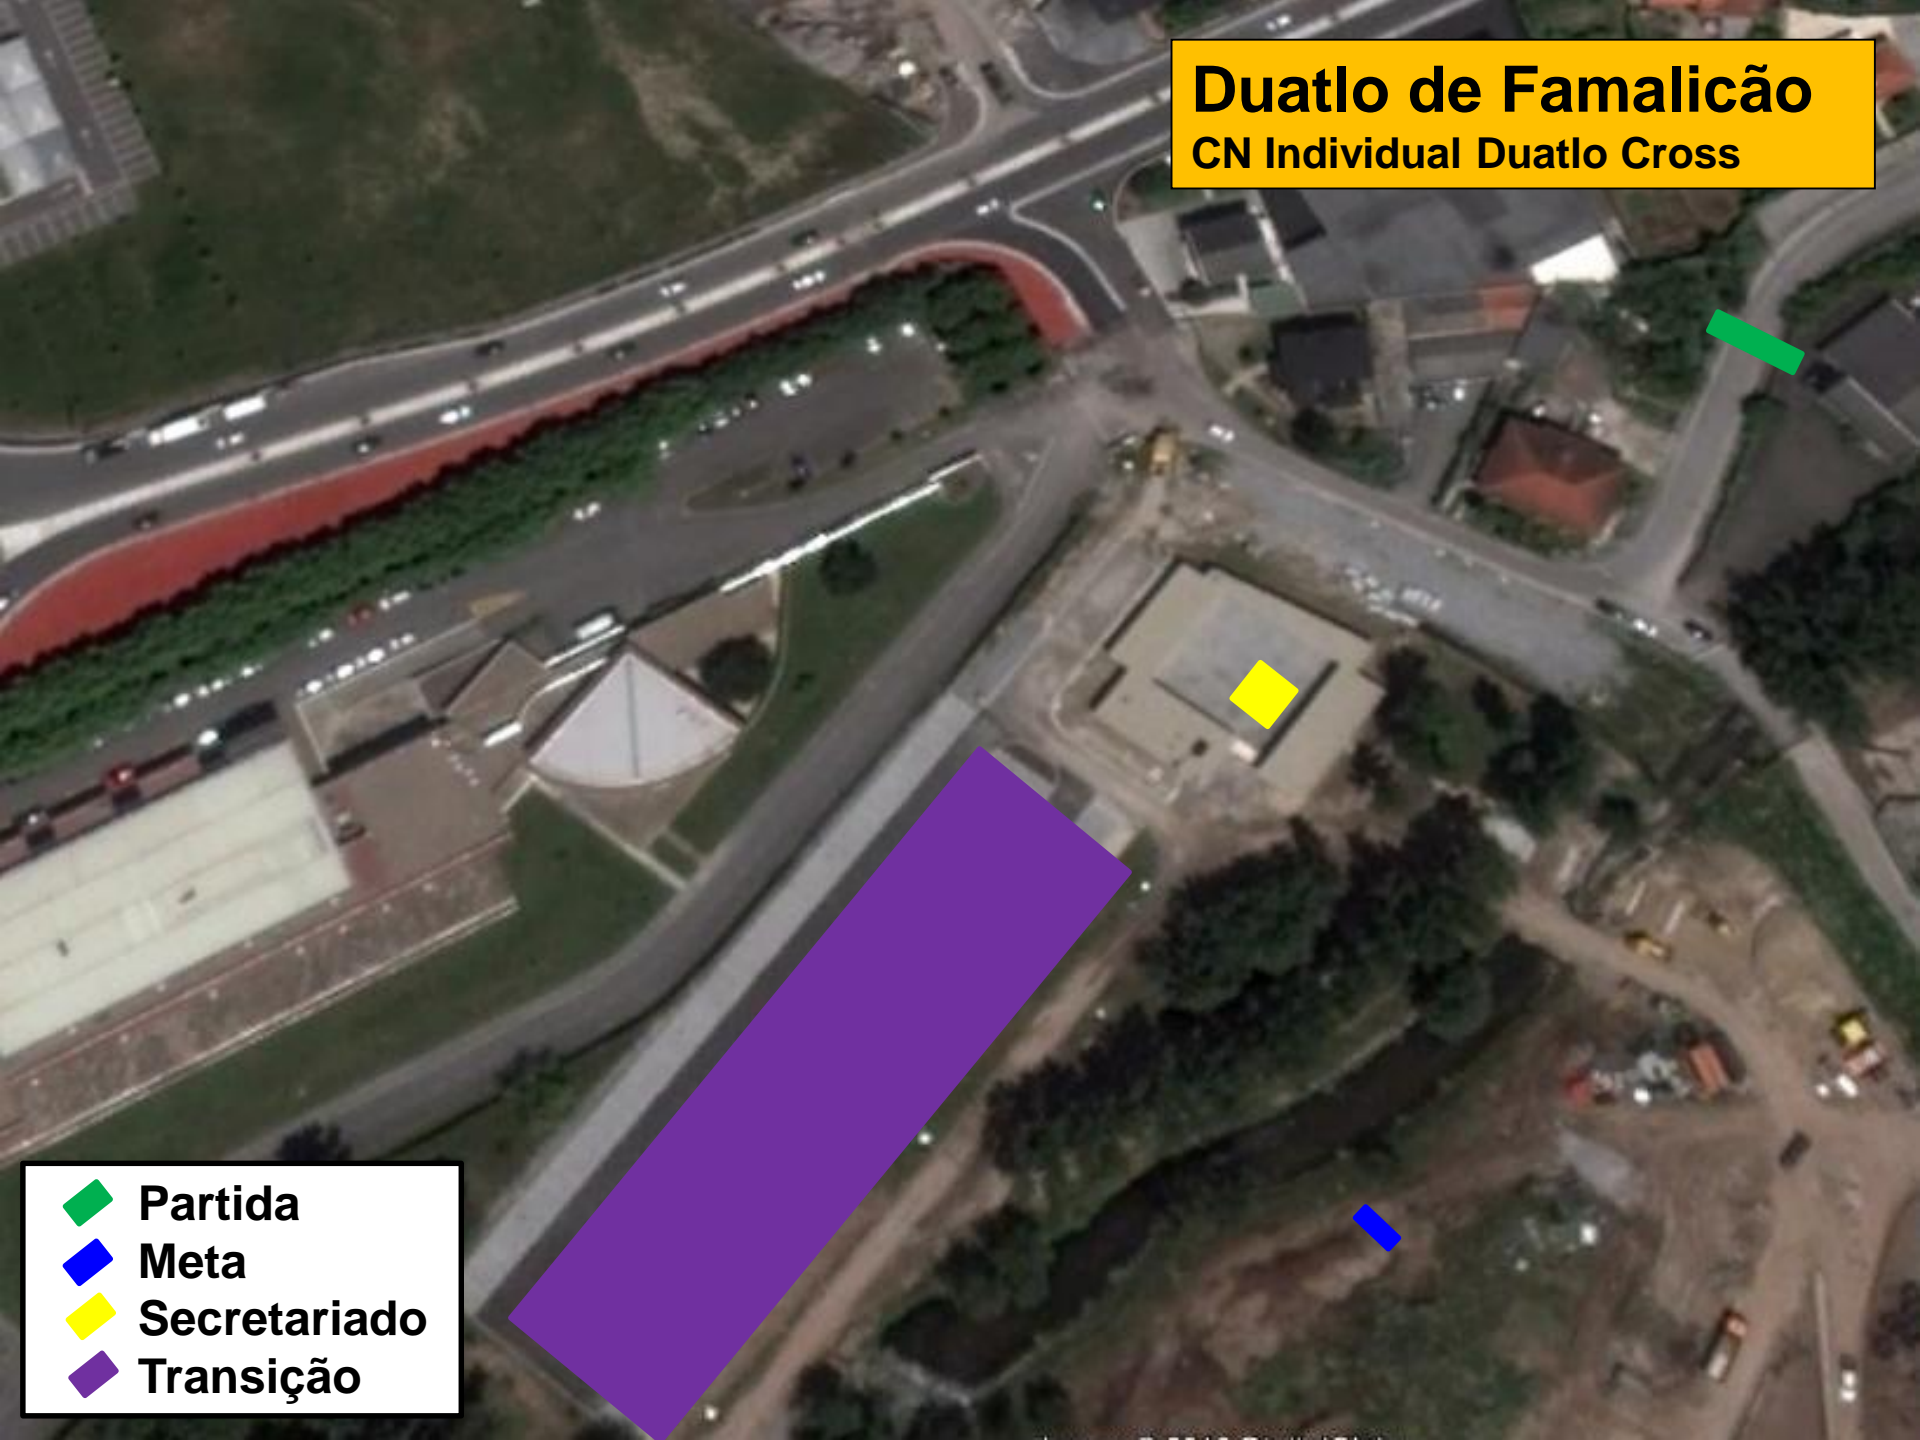 Duatlo de Famalicão
CN Individual Duatlo Cross
Partida
Meta
Secretariado
Transição